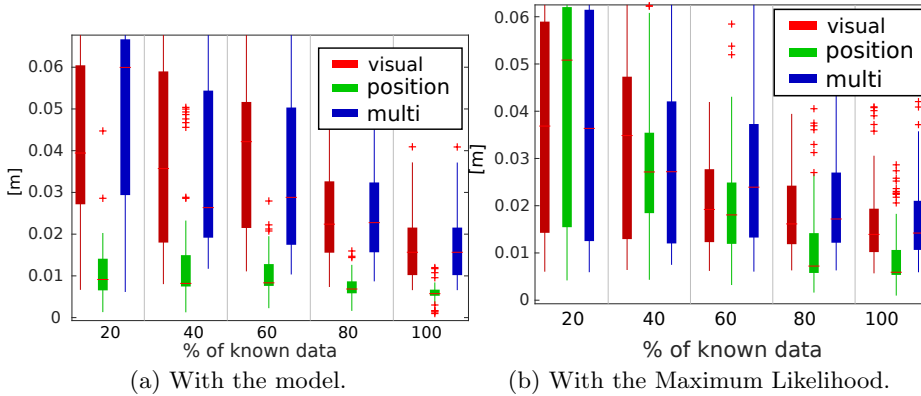 0.06
0.05
0.04
0.03
0.02
0.01
0
[m]
visual
position
multi
20 40 60 80 100
% of known data
(a) With the model.
0.06
0.05
0.04
0.03
0.02
0.01
0
[m]
visual
position
multi
20 40 60 80 100
% of known data
(b) With the Maximum Likelihood.